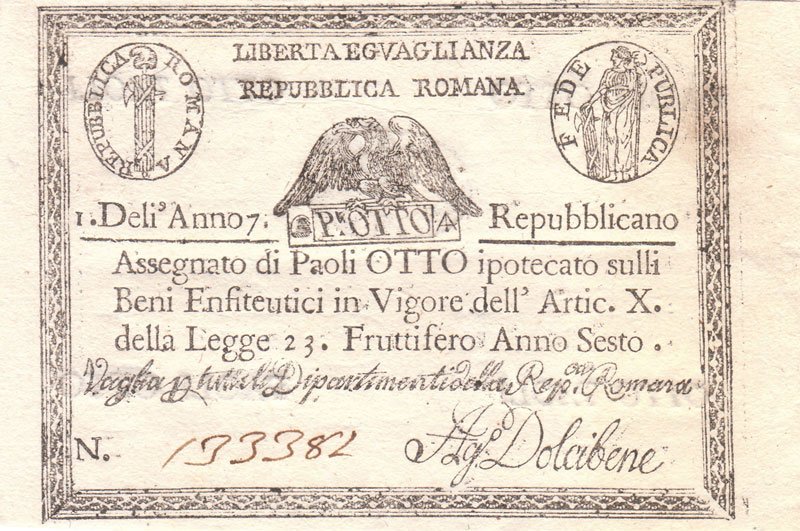 LIBERTA EGVAGLIANZA
REPUBBLICA ROMANA
REPUBBLICA ROMANA
FEDE PUBLICA
P.i OTTO
1. Dell' Anno 7. Repubblicano
Assegnato di Paoli OTTO ipotecato sulli
Beni Enfiteutici in Vigore dell' Artic. X.
della Legge 23. Fruttifero Anno Sesto.
Vaglia p tutti li Dipartimenti della Rep. Romana
N. 133382
Ag. Dolcibene